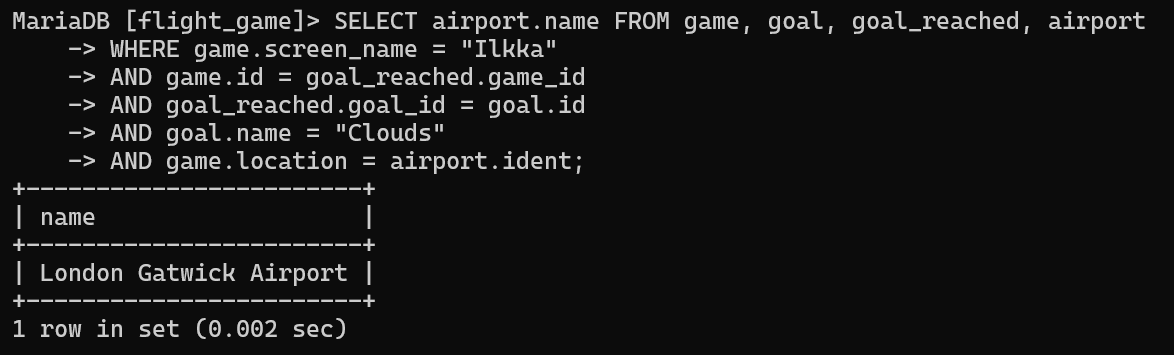 MariaDB [flight_game]> SELECT airport.name FROM game, goal, goal_reached, airport
    -> WHERE game.screen_name = "Ilkka"
    -> AND game.id = goal_reached.game_id
    -> AND goal_reached.goal_id = goal.id
    -> AND goal.name = "Clouds"
    -> AND game.location = airport.ident;
+------------------------+
| name                   |
+------------------------+
| London Gatwick Airport |
+------------------------+
1 row in set (0.002 sec)